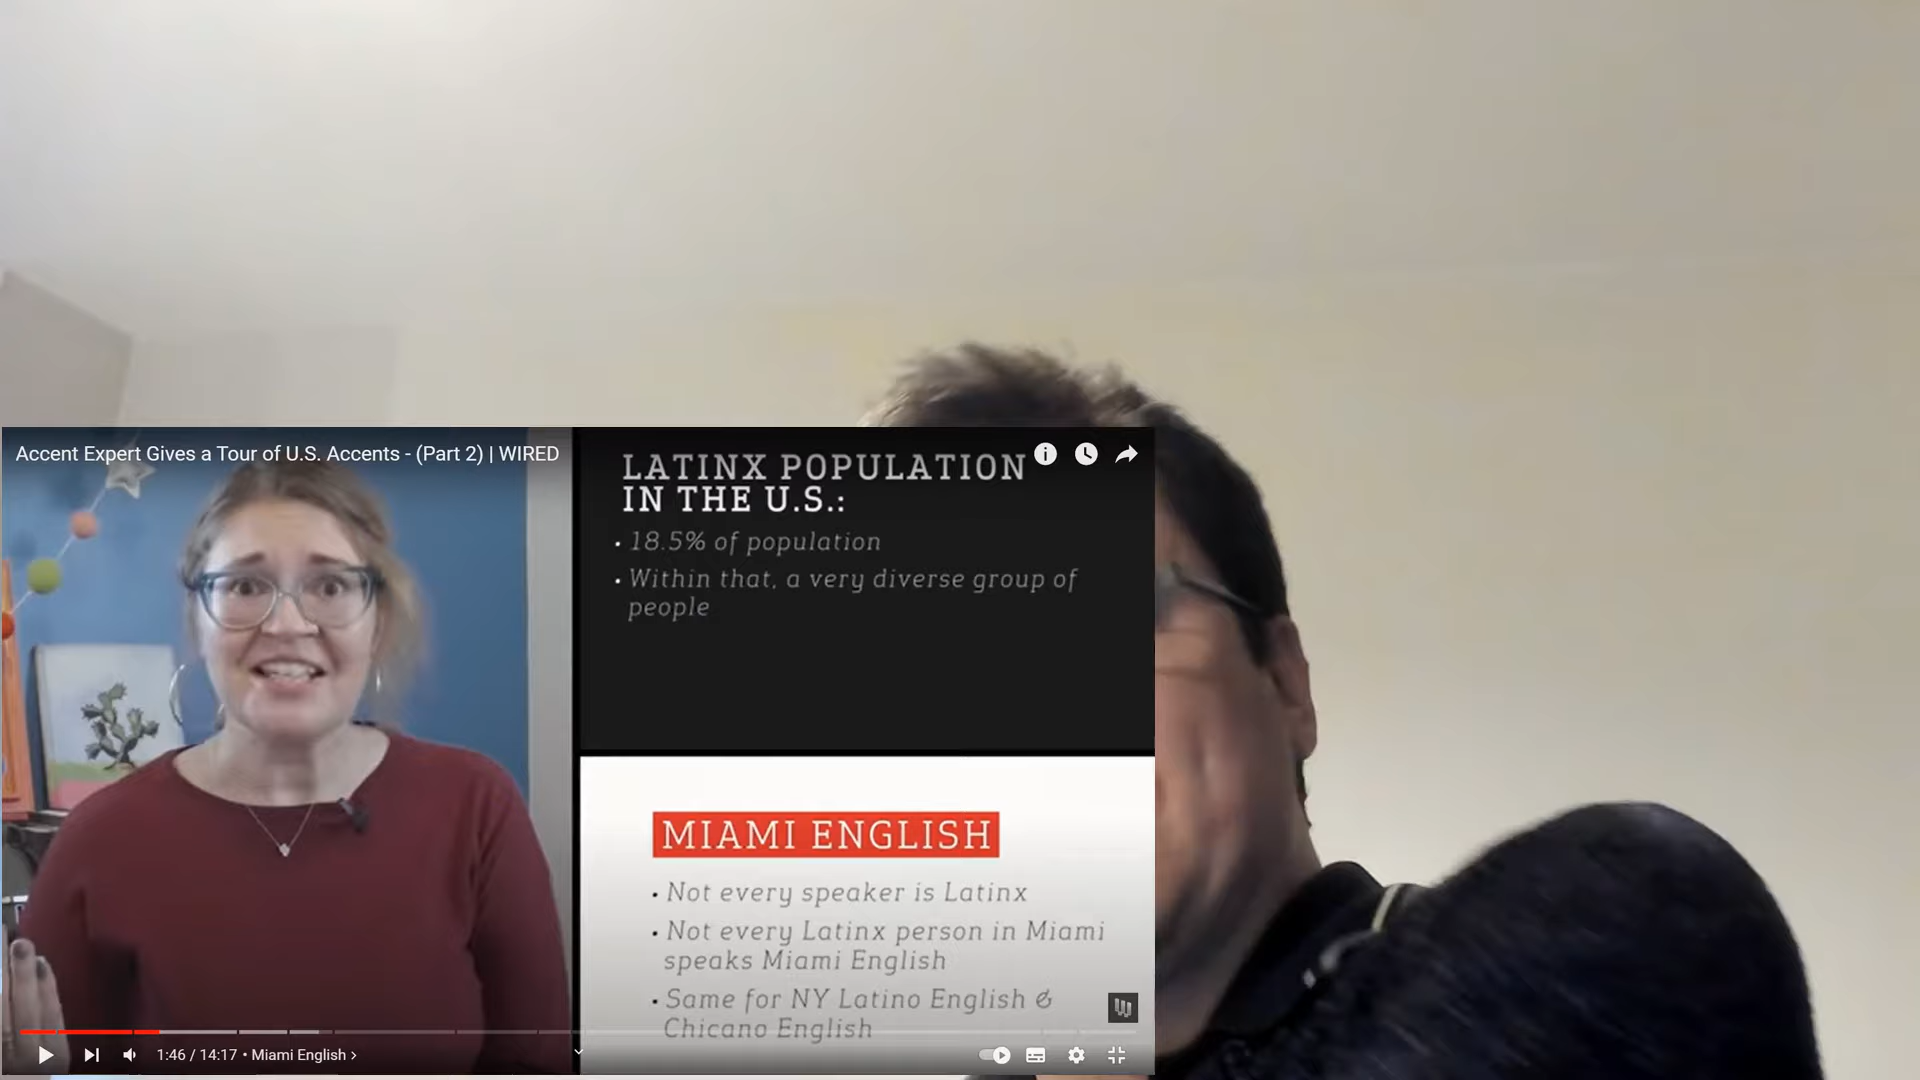 Accent Expert Gives a Tour of U.S. Accents - (Part 2) | WIRED
LATINX POPULATION
IN THE U.S.:
• 18.5% of population
• Within that, a very diverse group of
people
MIAMI ENGLISH
• Not every speaker is Latinx
• Not every Latinx person in Miami
speaks Miami English
• Same for NY Latino English &
Chicano English
1:46 / 14:17 • Miami English ›